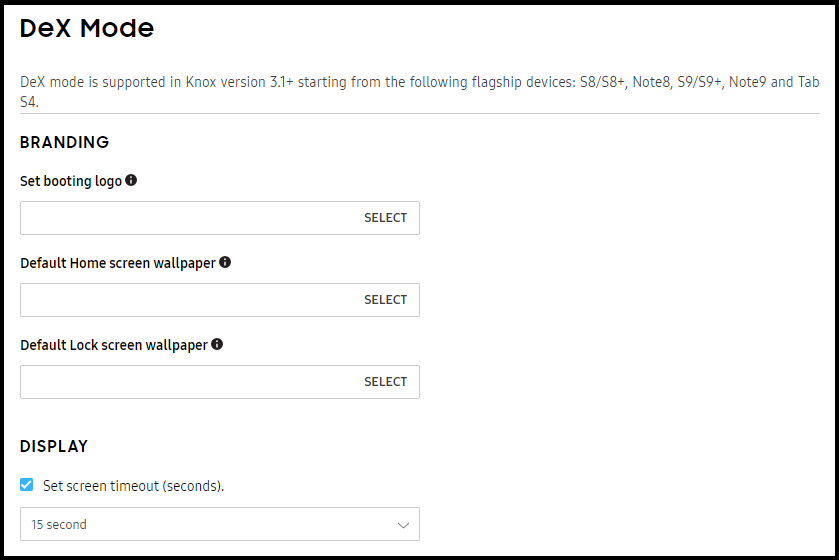 DeX Mode
DeX mode is supported in Knox version 3.1+ starting from the following flagship devices: S8/S8+, Note8, S9/S9+, Note9 and Tab
S4.
BRANDING
Set booting logo
SELECT
Default Home screen wallpaper
SELECT
Default Lock screen wallpaper
SELECT
DISPLAY
Set screen timeout (seconds).
15 second